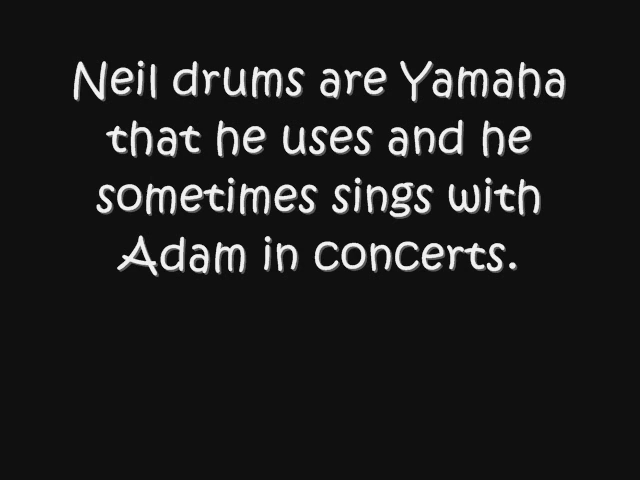 Neil drums are Yamaha
that he uses and he
sometimes sings with
Adam in concerts.